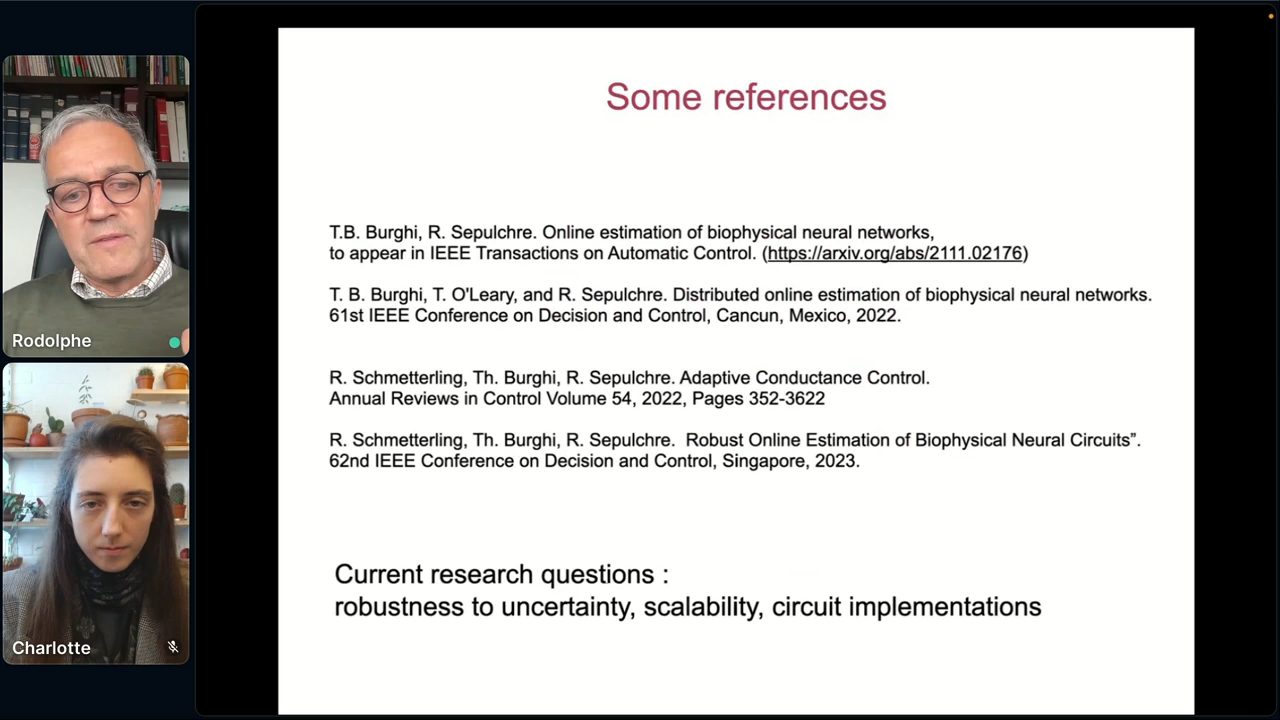 Some references
T.B. Burghi, R. Sepulchre. Online estimation of biophysical neural networks,
to appear in IEEE Transactions on Automatic Control. (https://arxiv.org/abs/2111.02176)
T. B. Burghi, T. O'Leary, and R. Sepulchre. Distributed online estimation of biophysical neural networks.
61st IEEE Conference on Decision and Control, Cancun, Mexico, 2022.
R. Schmetterling, Th. Burghi, R. Sepulchre. Adaptive Conductance Control.
Annual Reviews in Control Volume 54, 2022, Pages 352-3622
R. Schmetterling, Th. Burghi, R. Sepulchre.  Robust Online Estimation of Biophysical Neural Circuits”.
62nd IEEE Conference on Decision and Control, Singapore, 2023.
Current research questions :
robustness to uncertainty, scalability, circuit implementations
Rodolphe
Charlotte